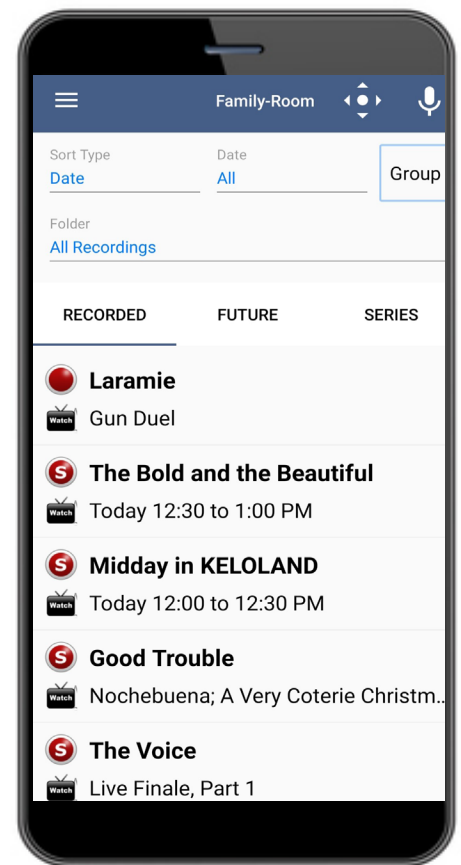 Family-Room
Sort Type
Date
Date
All
Group
Folder
All Recordings
RECORDED
FUTURE
SERIES
Laramie
Watch
Gun Duel
S
The Bold and the Beautiful
Watch
Today 12:30 to 1:00 PM
S
Midday in KELOLAND
Watch
Today 12:00 to 12:30 PM
S
Good Trouble
Watch
Nochebuena; A Very Coterie Christm..
S
The Voice
Watch
Live Finale, Part 1